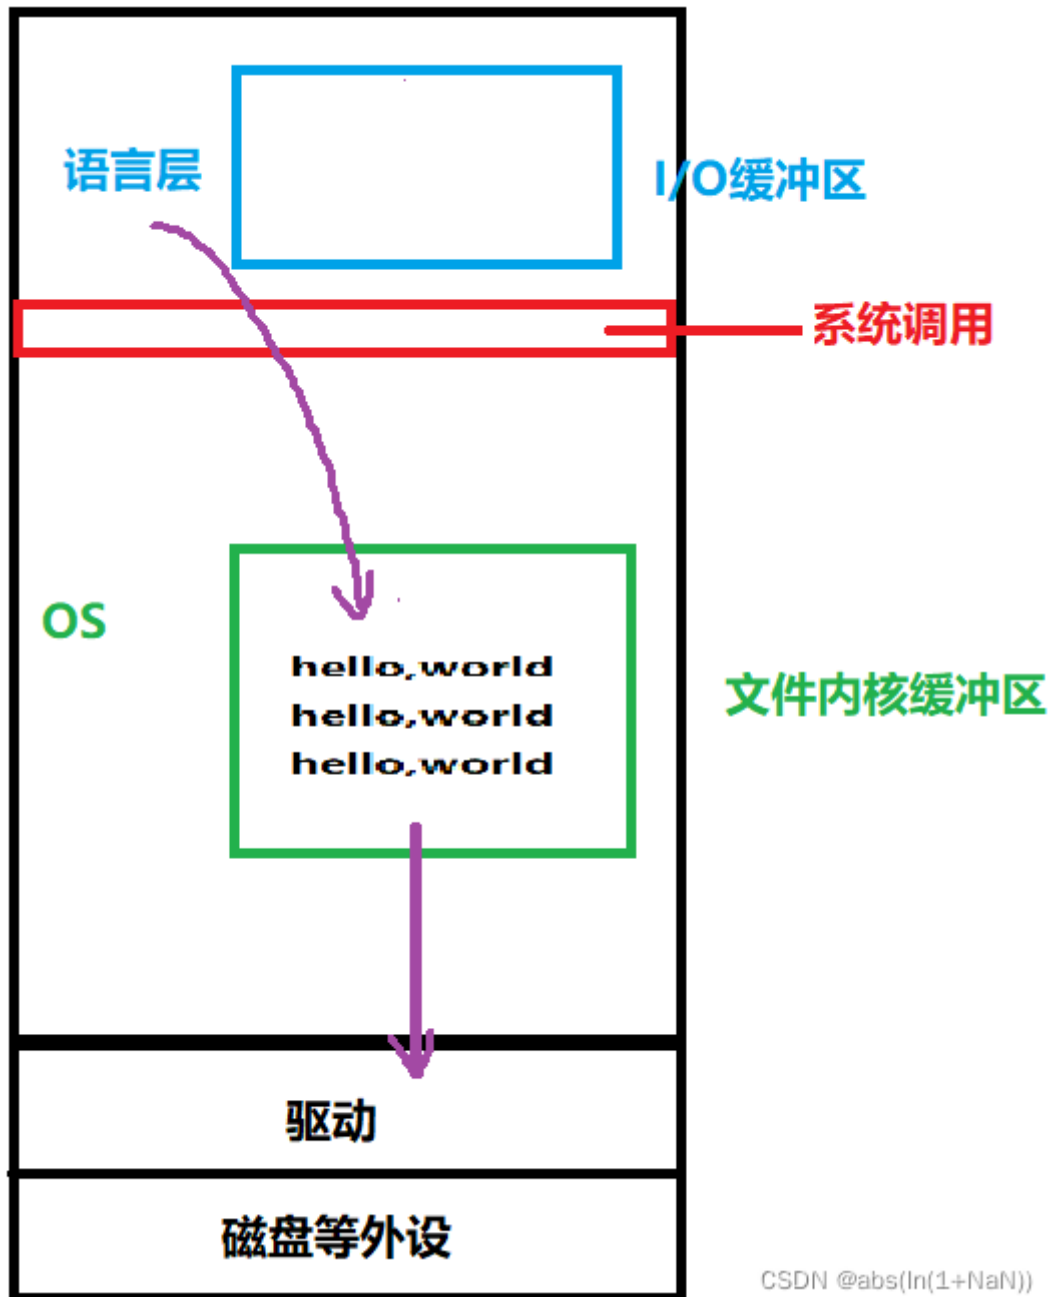 语言层
I/O缓冲区
系统调用
OS
hello,world
hello,world
hello,world
文件内核缓冲区
驱动
磁盘等外设
CSDN @abs(ln(1+NaN))